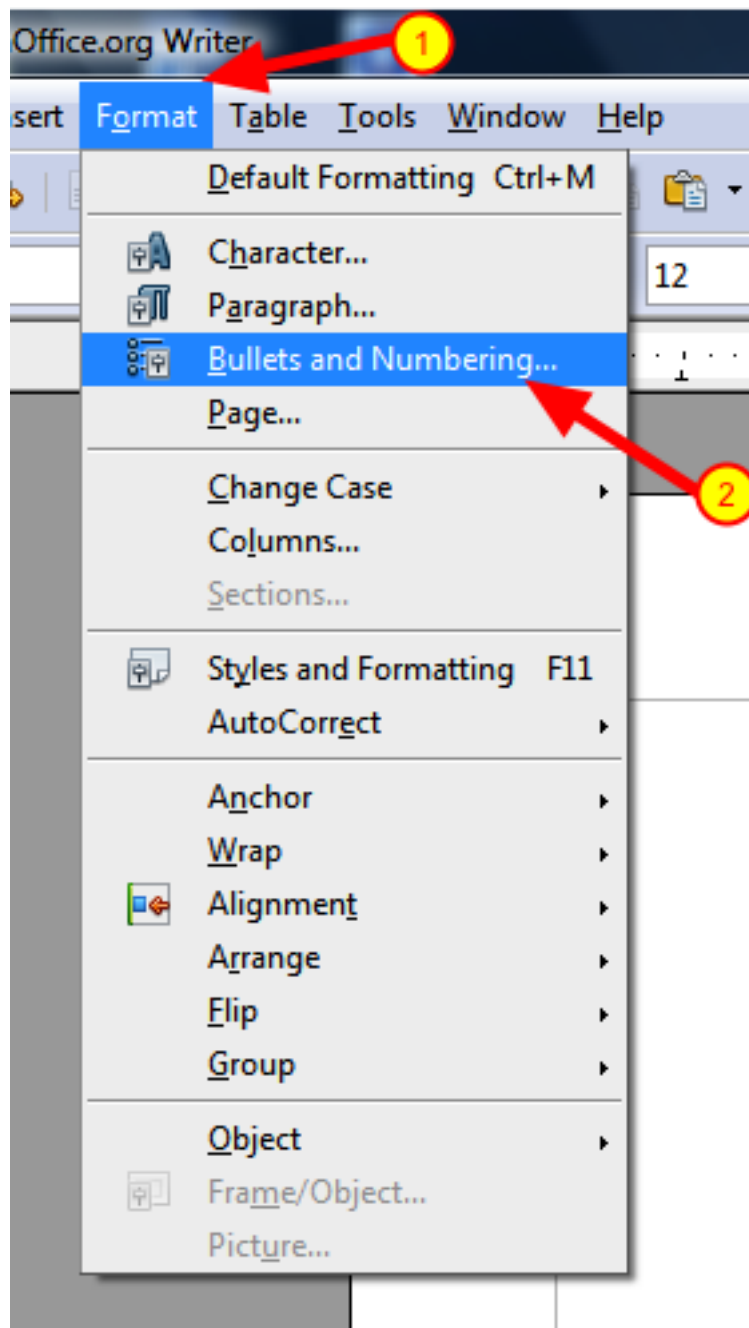 Office.org Writer
1
sert Format Table Tools Window Help
Default Formatting Ctrl+M
Character...
12
Paragraph...
Bullets and Numbering...
Page...
2
Change Case
Columns...
Sections...
Styles and Formatting F11
AutoCorrect
Anchor
Wrap
Alignment
Arrange
Flip
Group
Object
Frame/Object...
Picture...